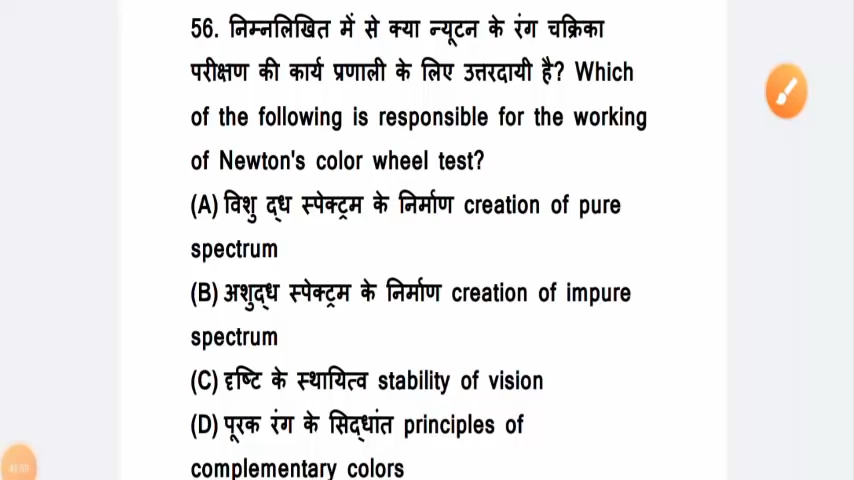 56. निम्नलिखित में से क्या न्यूटन के रंग चक्रिका
परीक्षण की कार्य प्रणाली के लिए उत्तरदायी है? Which
of the following is responsible for the working
of Newton's color wheel test?
(A) विशु द्ध स्पेक्ट्रम के निर्माण creation of pure
spectrum
(B) अशुद्ध स्पेक्ट्रम के निर्माण creation of impure
spectrum
(C) दृष्टि के स्थायित्व stability of vision
(D) पूरक रंग के सिद्धांत principles of
complementary colors